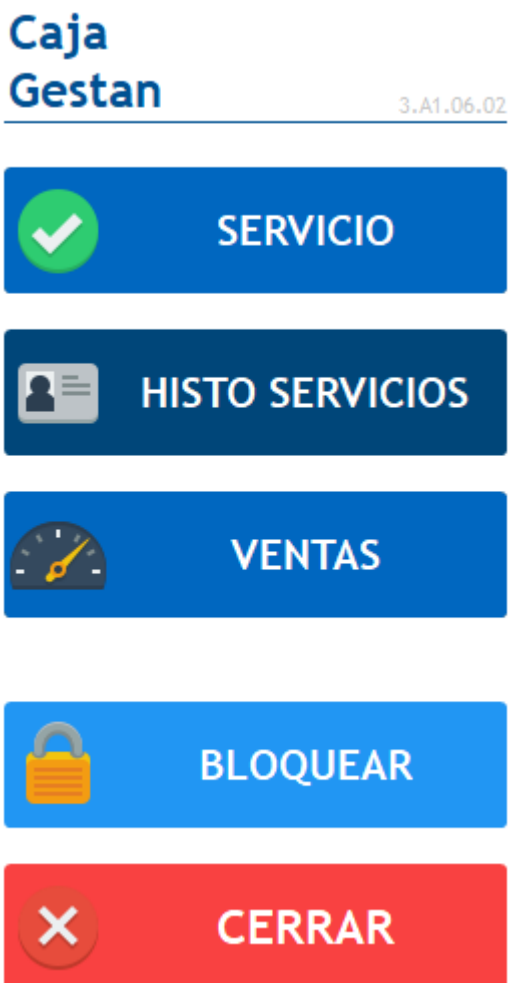 Caja
Gestan
3.A1.06.02
SERVICIO
HISTO SERVICIOS
VENTAS
BLOQUEAR
CERRAR